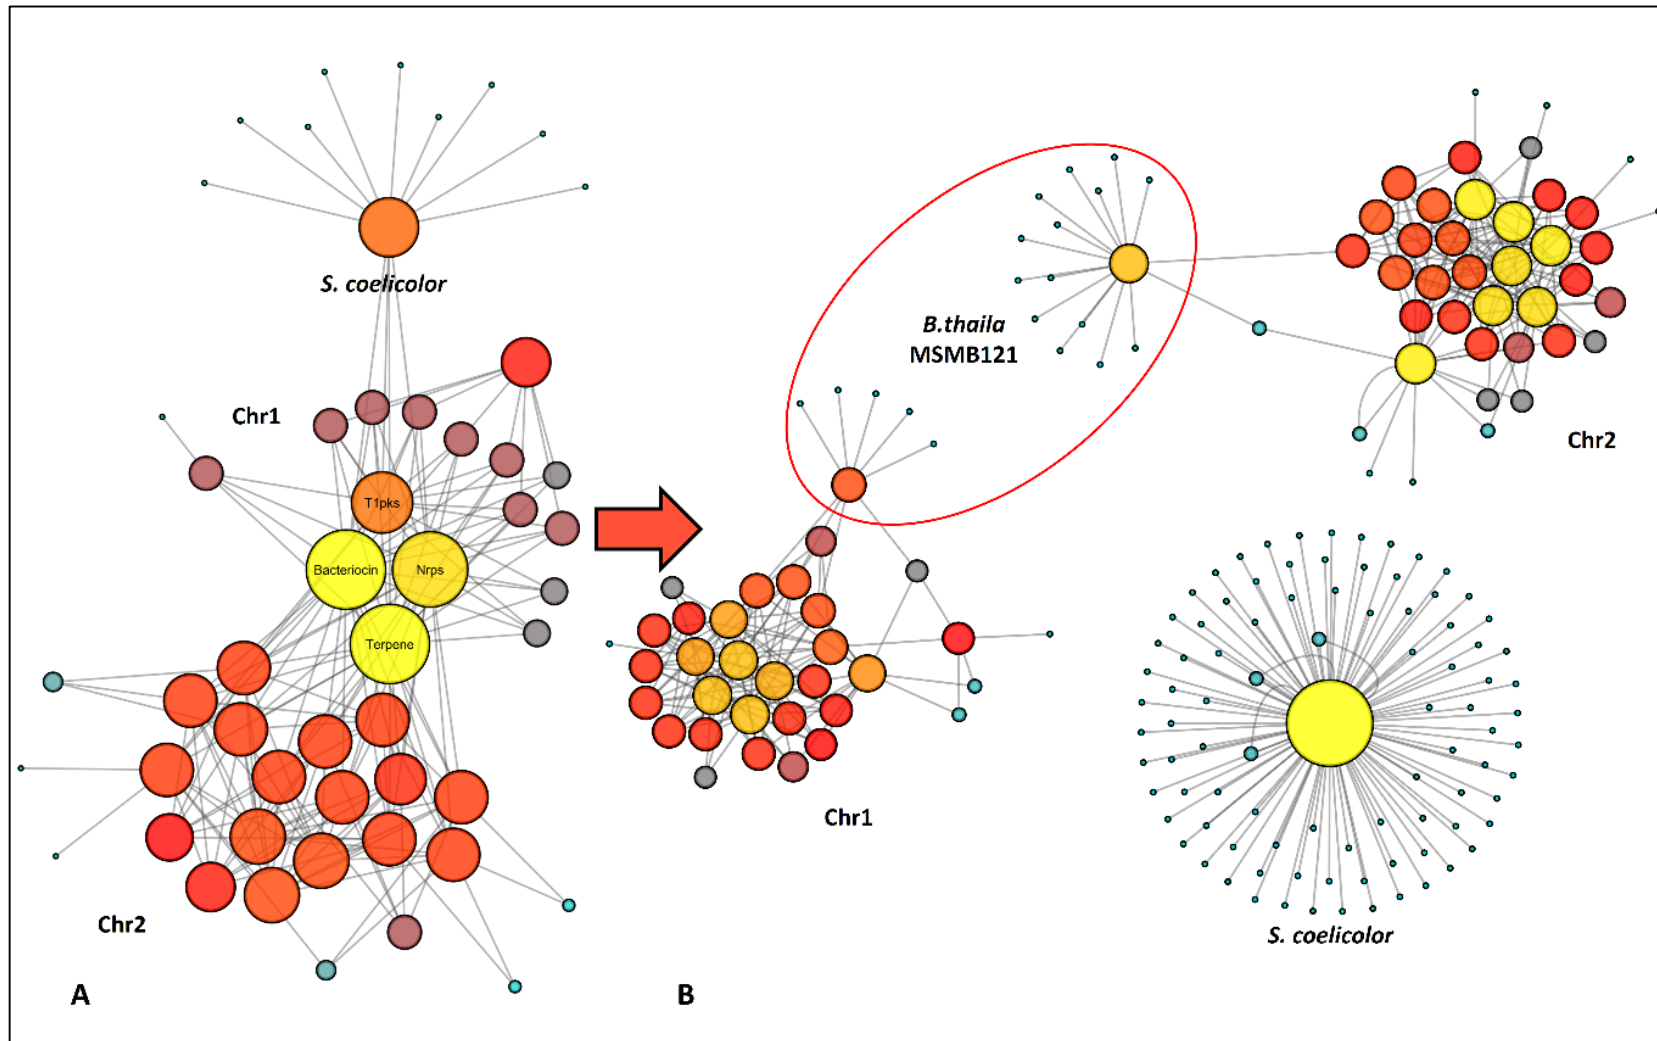 S. coelicolor
Chr1
T1pks
Bacteriocin
Nrps
Terpene
Chr2
A
B.thaila
MSMB121
Chr2
Chr1
S. coelicolor
B